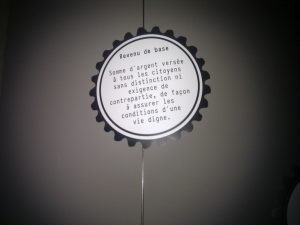 Revenu de base
Somme d'argent versée
à tous les citoyens
sans distinction ni
exigence de
contrepartie, de façon
à assurer les
conditions d'une
vie digne.